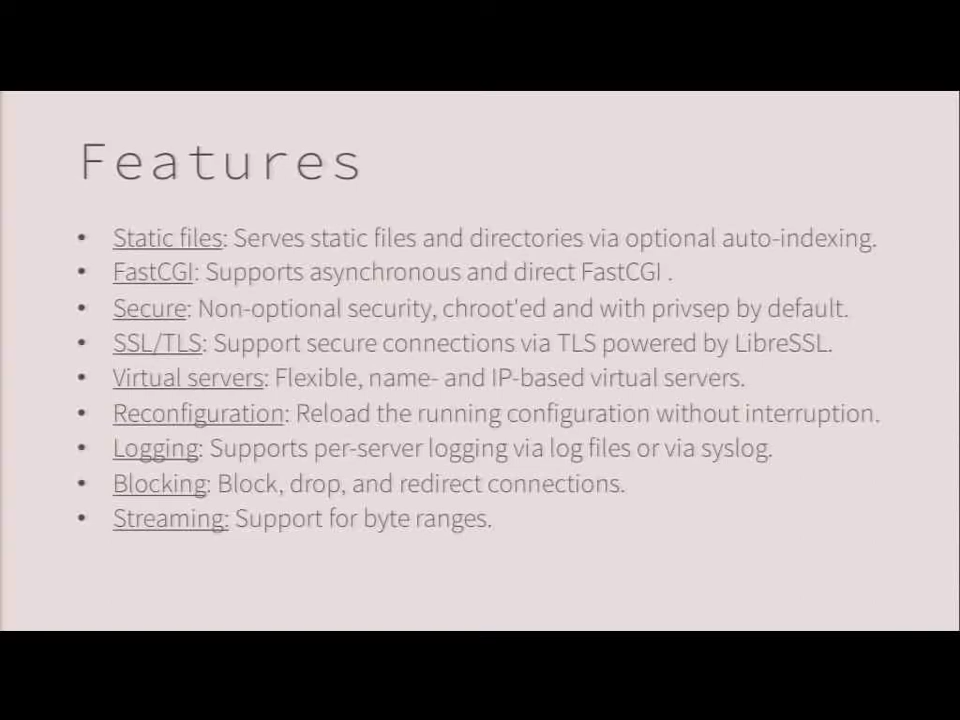 Features
• Static files: Serves static files and directories via optional auto-indexing.
• FastCGI: Supports asynchronous and direct FastCGI .
• Secure: Non-optional security, chroot'ed and with privsep by default.
• SSL/TLS: Support secure connections via TLS powered by LibreSSL.
• Virtual servers: Flexible, name- and IP-based virtual servers.
• Reconfiguration: Reload the running configuration without interruption.
• Logging: Supports per-server logging via log files or via syslog.
• Blocking: Block, drop, and redirect connections.
• Streaming: Support for byte ranges.